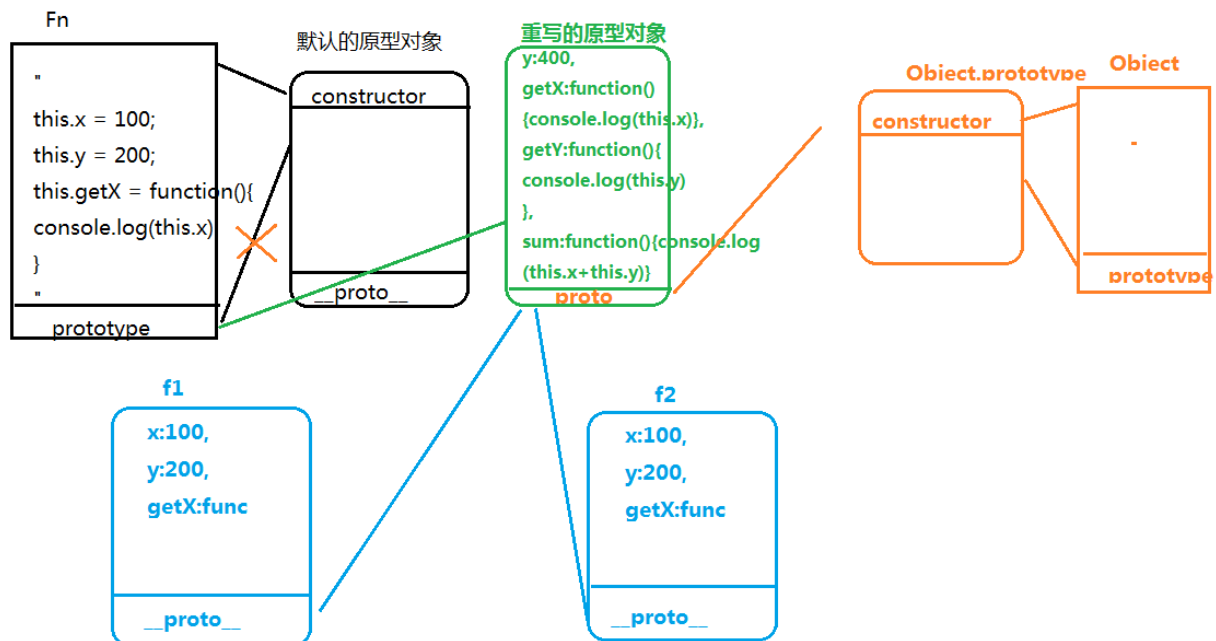 Fn
"
this.x = 100;
this.y = 200;
this.getX = function(){
console.log(this.x)
}
"
prototype
默认的原型对象
constructor
__proto__
重写的原型对象
y:400,
getX:function()
{console.log(this.x)},
getY:function(){
console.log(this.y)
},
sum:function(){console.log
(this.x+this.y)}
proto
Object.prototype
constructor
Object
"
prototype
f1
x:100,
y:200,
getX:func
__proto__
f2
x:100,
y:200,
getX:func
__proto__